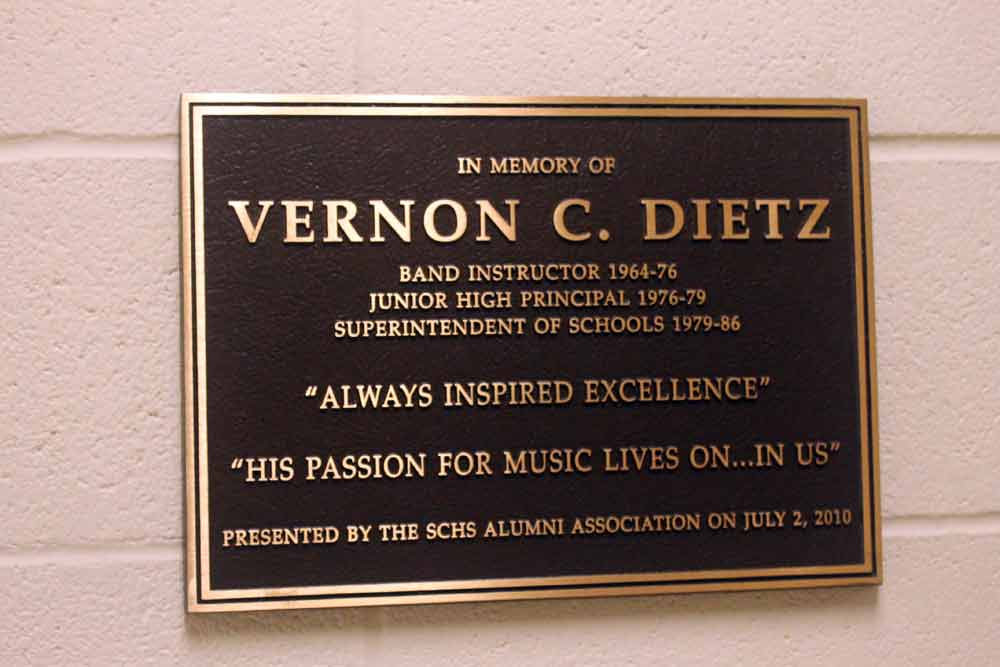 IN MEMORY OF
VERNON C. DIETZ
BAND INSTRUCTOR 1964-76
JUNIOR HIGH PRINCIPAL 1976-79
SUPERINTENDENT OF SCHOOLS 1979-86
“ALWAYS INSPIRED EXCELLENCE”
“HIS PASSION FOR MUSIC LIVES ON...IN US”
PRESENTED BY THE SCHS ALUMNI ASSOCIATION ON JULY 2, 2010